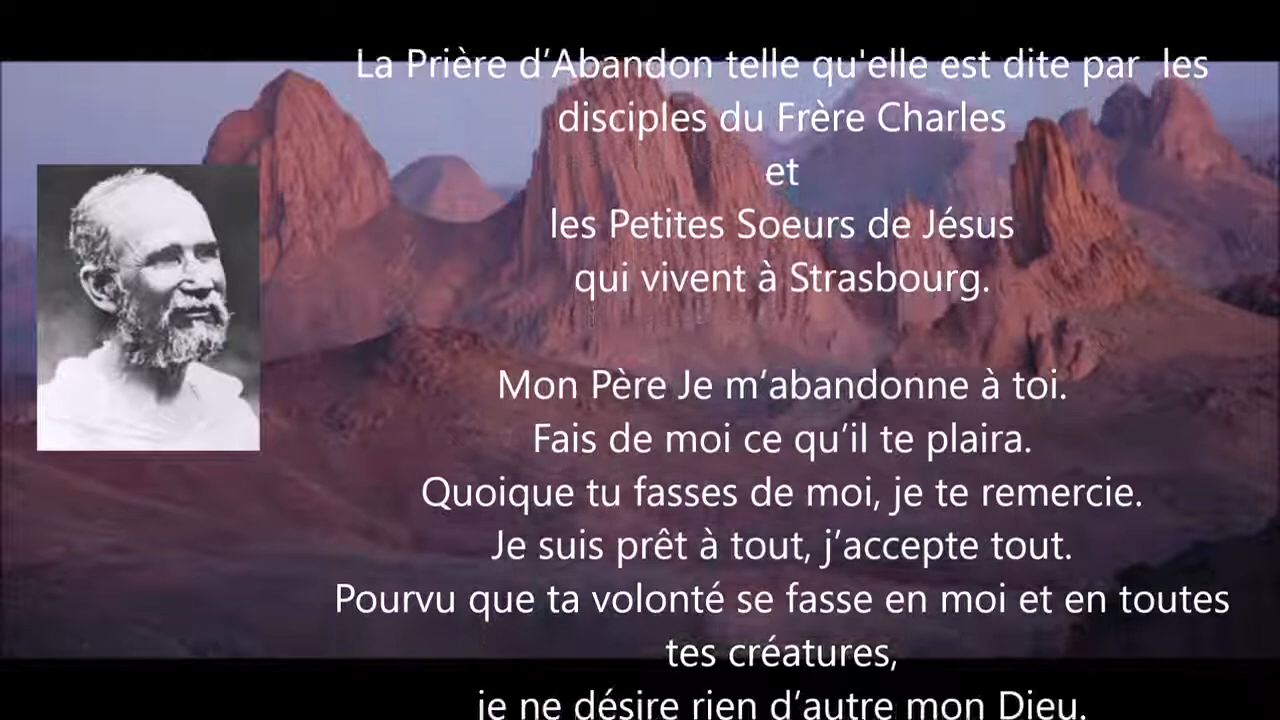 La Prière d’Abandon telle qu'elle est dite par  les
disciples du Frère Charles
et
les Petites Soeurs de Jésus
qui vivent à Strasbourg.
Mon Père Je m’abandonne à toi.
Fais de moi ce qu’il te plaira.
Quoique tu fasses de moi, je te remercie.
Je suis prêt à tout, j’accepte tout.
Pourvu que ta volonté se fasse en moi et en toutes
tes créatures,
je ne désire rien d’autre mon Dieu.